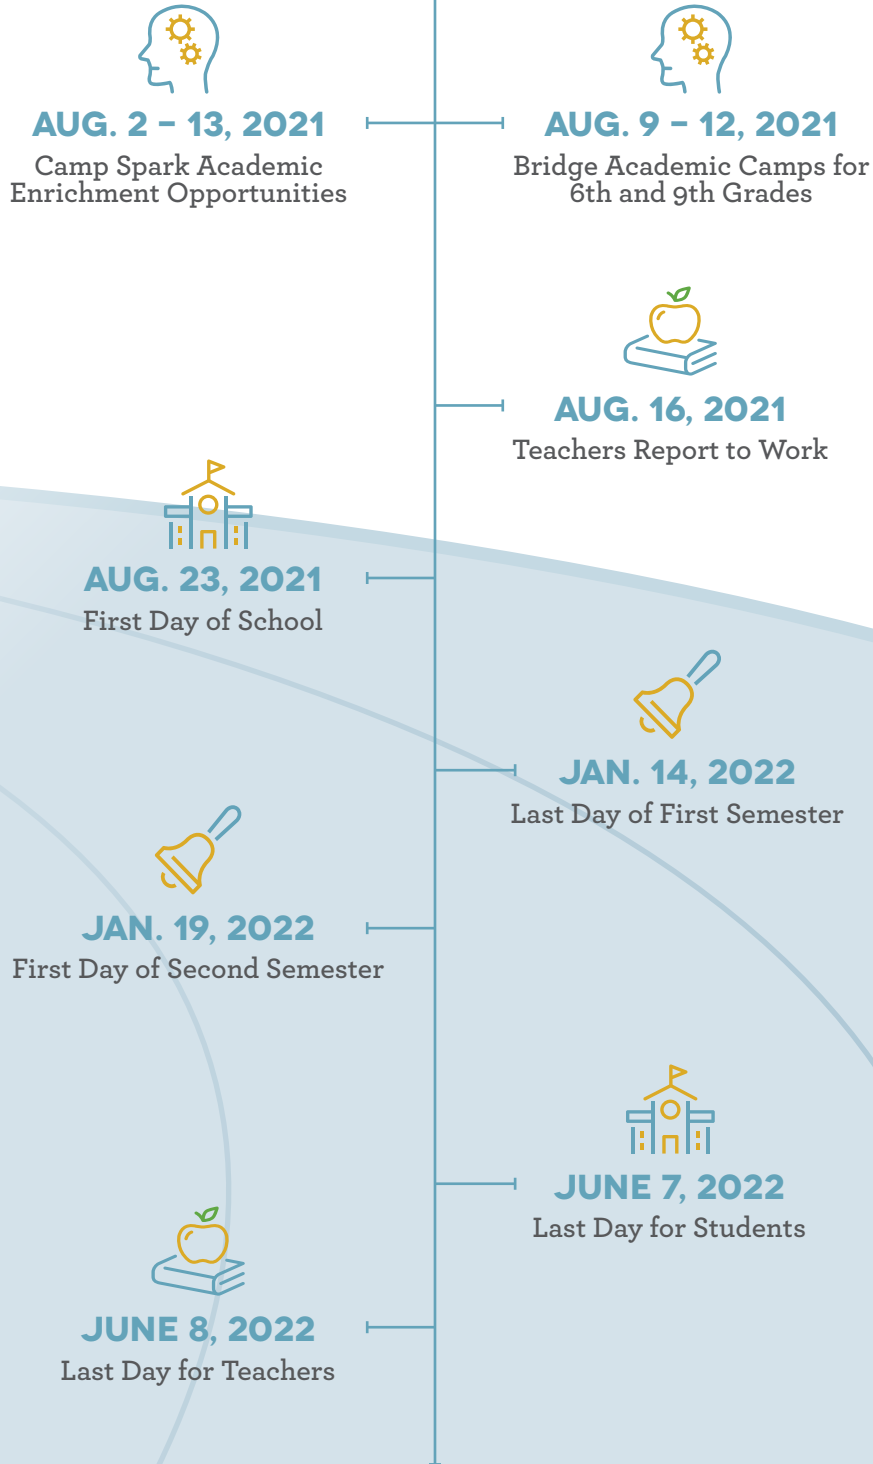 AUG. 2 – 13, 2021
Camp Spark Academic
Enrichment Opportunities
AUG. 9 – 12, 2021
Bridge Academic Camps for
6th and 9th Grades
AUG. 16, 2021
Teachers Report to Work
AUG. 23, 2021
First Day of School
JAN. 14, 2022
Last Day of First Semester
JAN. 19, 2022
First Day of Second Semester
JUNE 7, 2022
Last Day for Students
JUNE 8, 2022
Last Day for Teachers